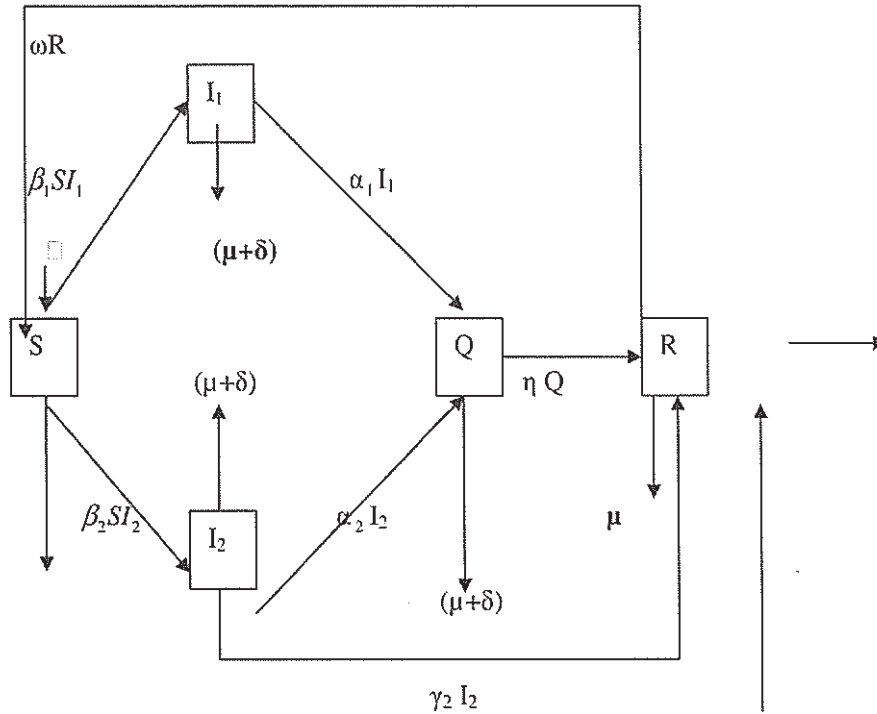 ωR
I₁
β₁SI₁
α₁ I₁
(μ+δ)
S
Q
R
(μ+δ)
η Q
β₂SI₂
I₂
α₂ I₂
μ
(μ+δ)
γ₂ I₂